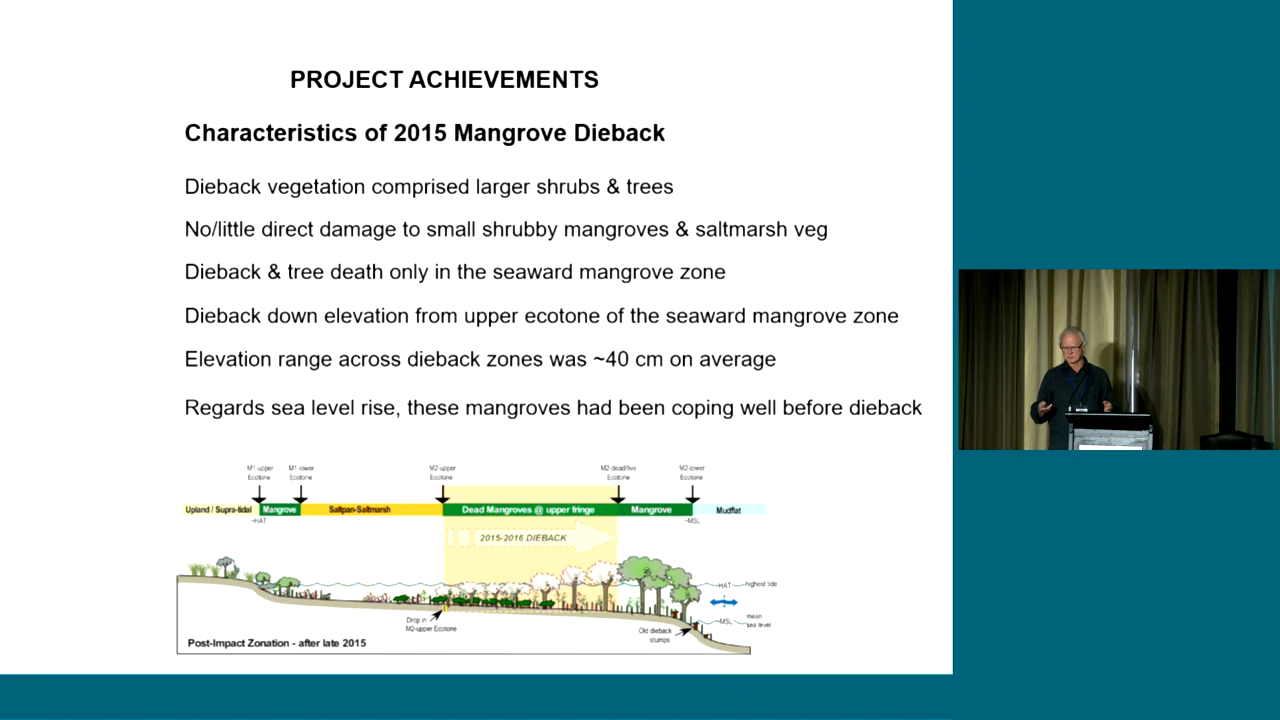 PROJECT ACHIEVEMENTS
Characteristics of 2015 Mangrove Dieback
Dieback vegetation comprised larger shrubs & trees
No/little direct damage to small shrubby mangroves & saltmarsh veg
Dieback & tree death only in the seaward mangrove zone
Dieback down elevation from upper ecotone of the seaward mangrove zone
Elevation range across dieback zones was ~40 cm on average
Regards sea level rise, these mangroves had been coping well before dieback
M1-upper
Ecotone
M1-lower
Ecotone
M2-upper
Ecotone
M2-dead/live
Ecotone
M2-lower
Ecotone
Upland / Supra-tidal
Mangrove
Saltpan-Saltmarsh
Dead Mangroves @ upper fringe
Mangrove
Mudflat
~HAT
~MSL
2015-2016 DIEBACK
HAT
highest tide
MSL
mean
sea level
Drop in
M2-upper Ecotone
Old dieback
stumps
Post-Impact Zonation - after late 2015